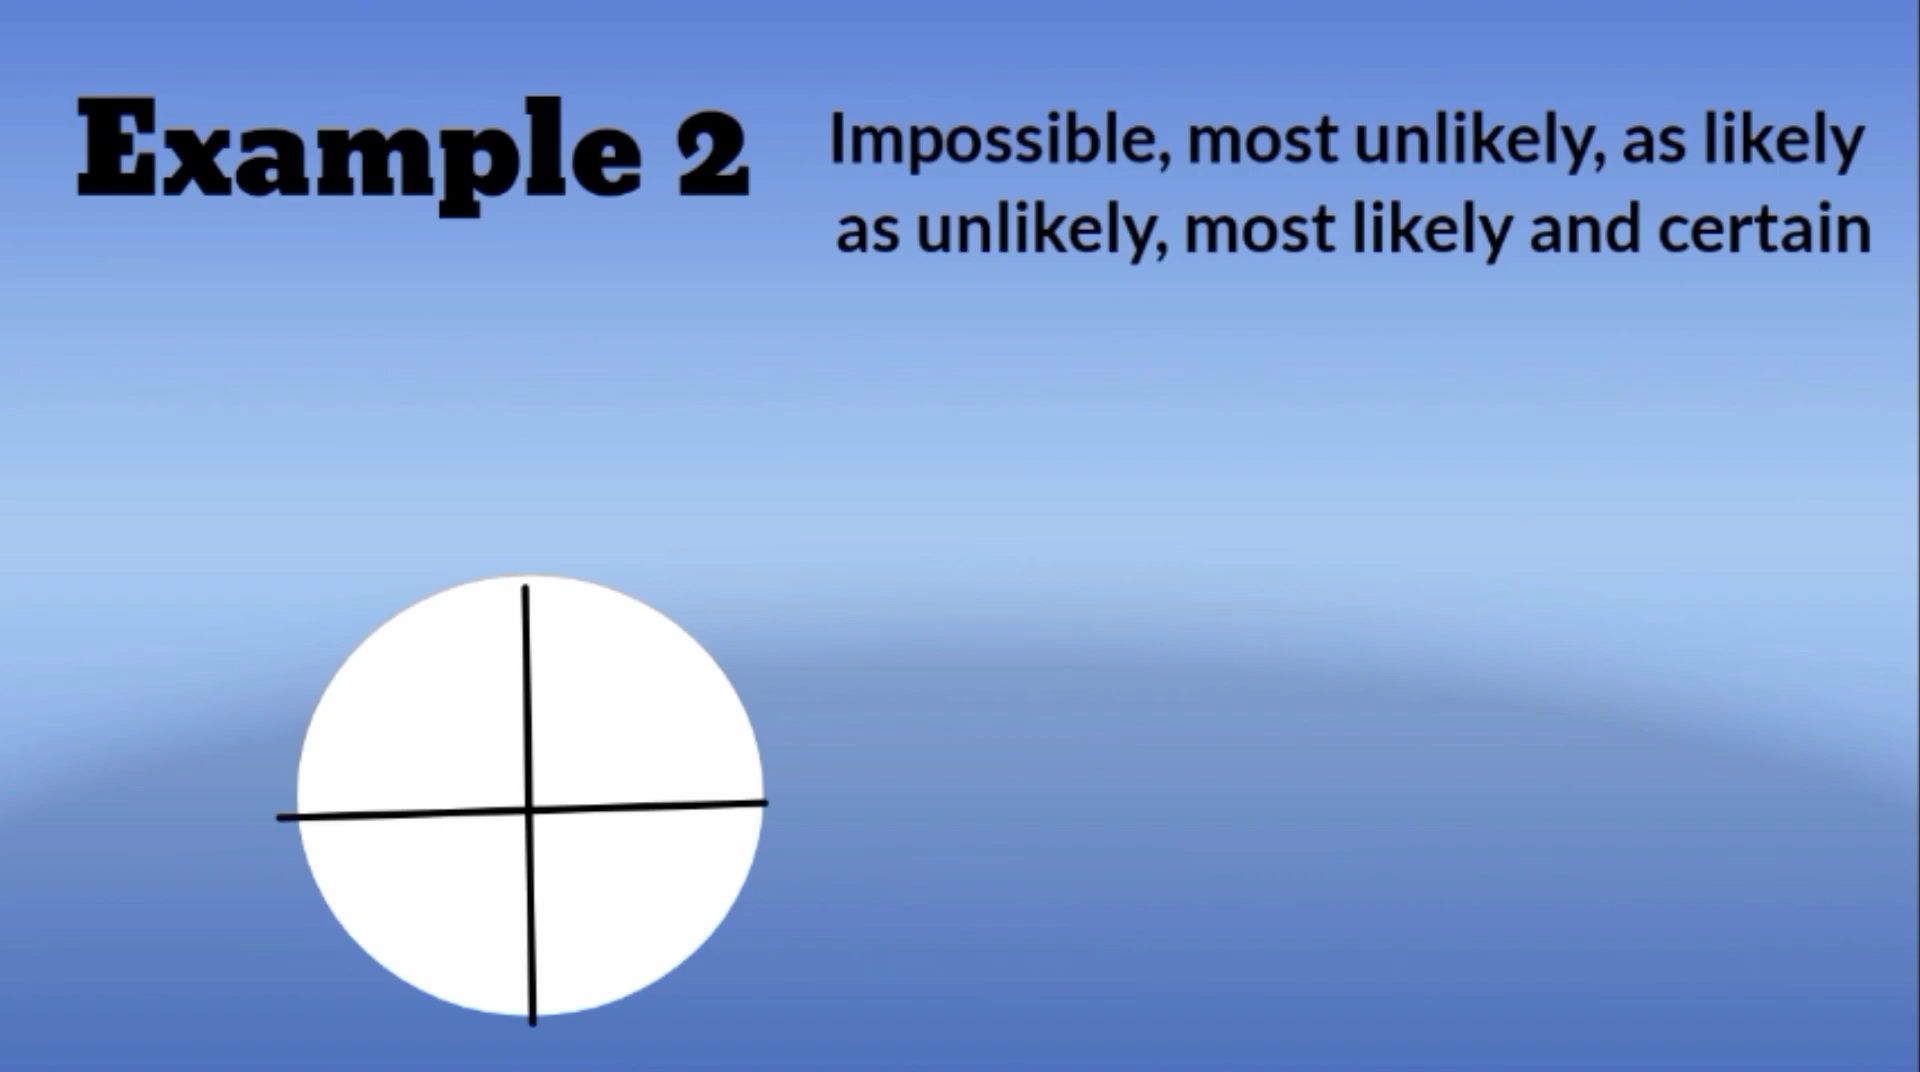 Example 2
Impossible, most unlikely, as likely
as unlikely, most likely and certain